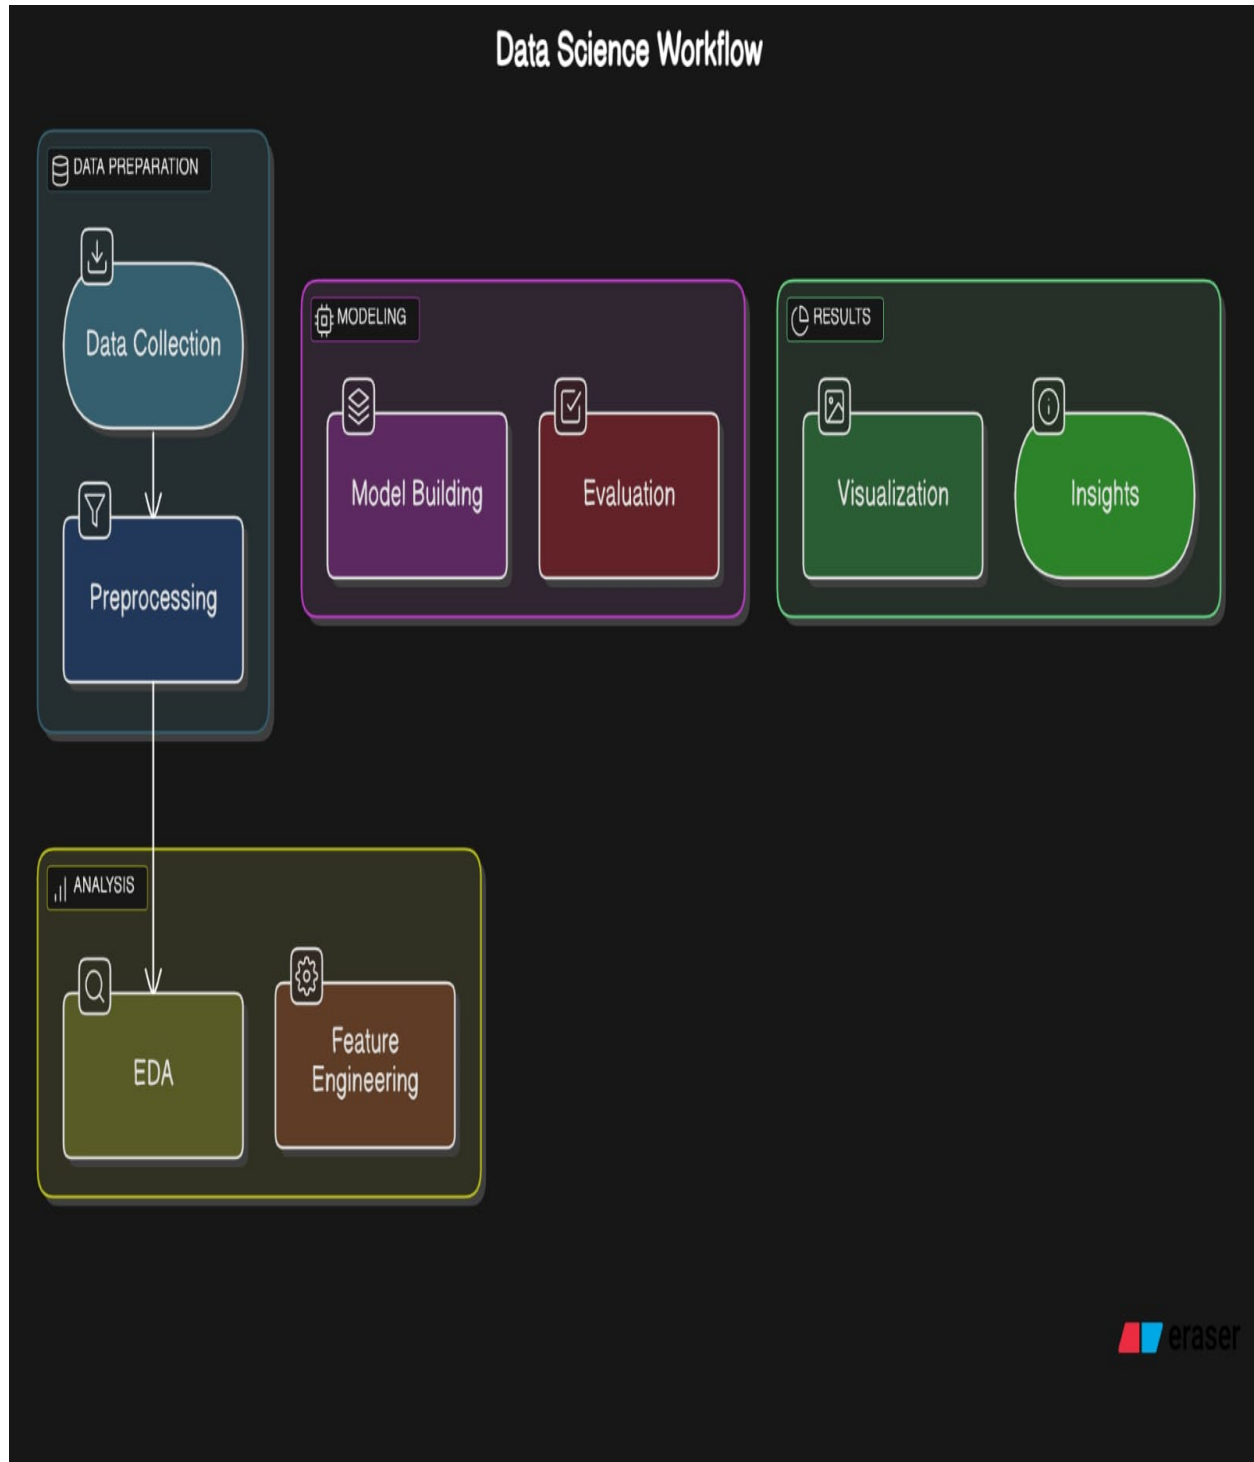 Data Science Workflow
DATA PREPARATION
Data Collection
Preprocessing
MODELING
Model Building
Evaluation
RESULTS
Visualization
Insights
ANALYSIS
EDA
Feature
Engineering
eraser